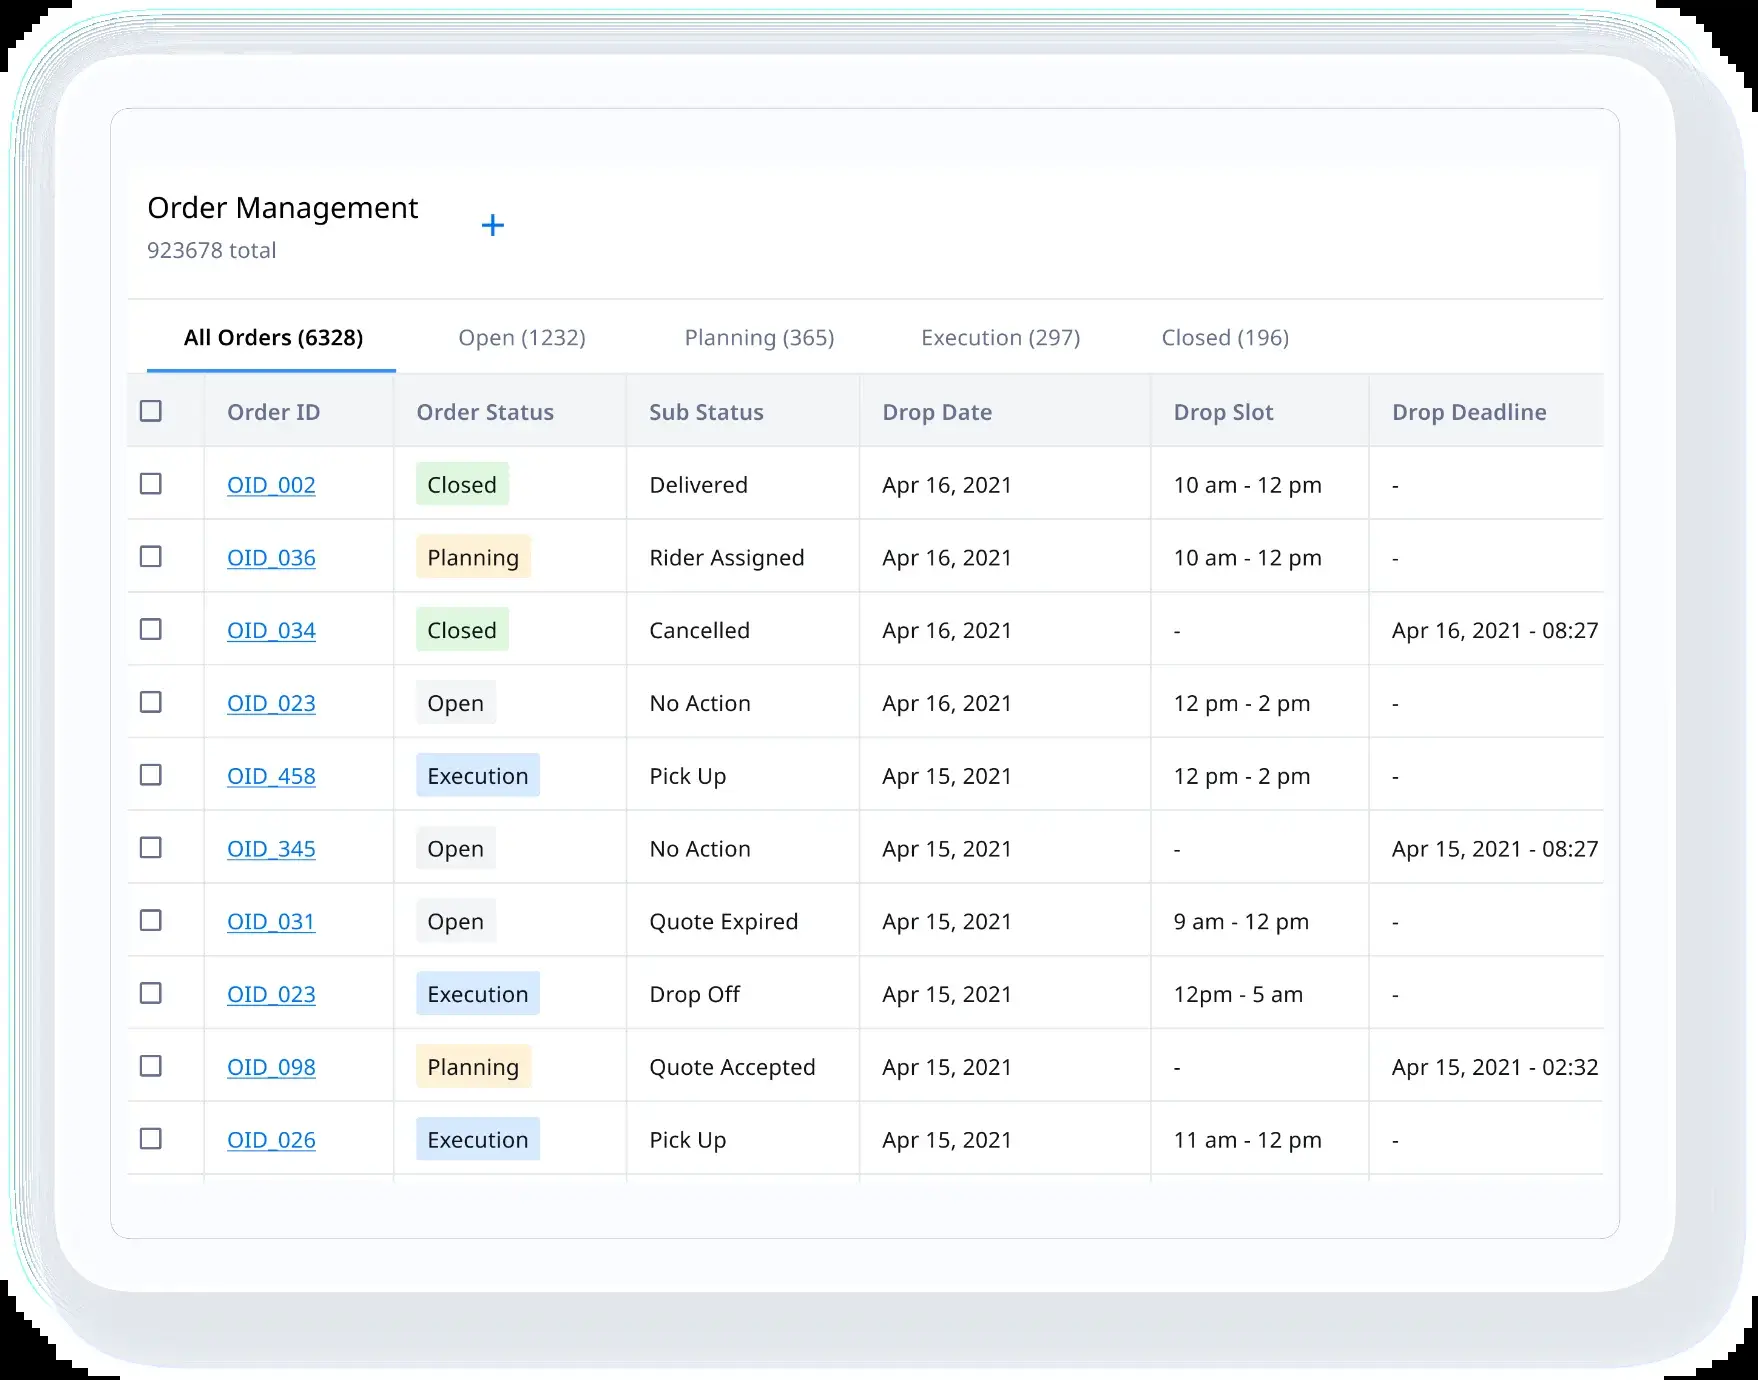 Order Management
+
923678 total
All Orders (6328) Open (1232) Planning (365) Execution (297) Closed (196)
Order ID Order Status Sub Status Drop Date Drop Slot Drop Deadline
OID_002 Closed Delivered Apr 16, 2021 10 am - 12 pm -
OID_036 Planning Rider Assigned Apr 16, 2021 10 am - 12 pm -
OID_034 Closed Cancelled Apr 16, 2021 - Apr 16, 2021 - 08:27
OID_023 Open No Action Apr 16, 2021 12 pm - 2 pm -
OID_458 Execution Pick Up Apr 15, 2021 12 pm - 2 pm -
OID_345 Open No Action Apr 15, 2021 - Apr 15, 2021 - 08:27
OID_031 Open Quote Expired Apr 15, 2021 9 am - 12 pm -
OID_023 Execution Drop Off Apr 15, 2021 12pm - 5 am -
OID_098 Planning Quote Accepted Apr 15, 2021 - Apr 15, 2021 - 02:32
OID_026 Execution Pick Up Apr 15, 2021 11 am - 12 pm -